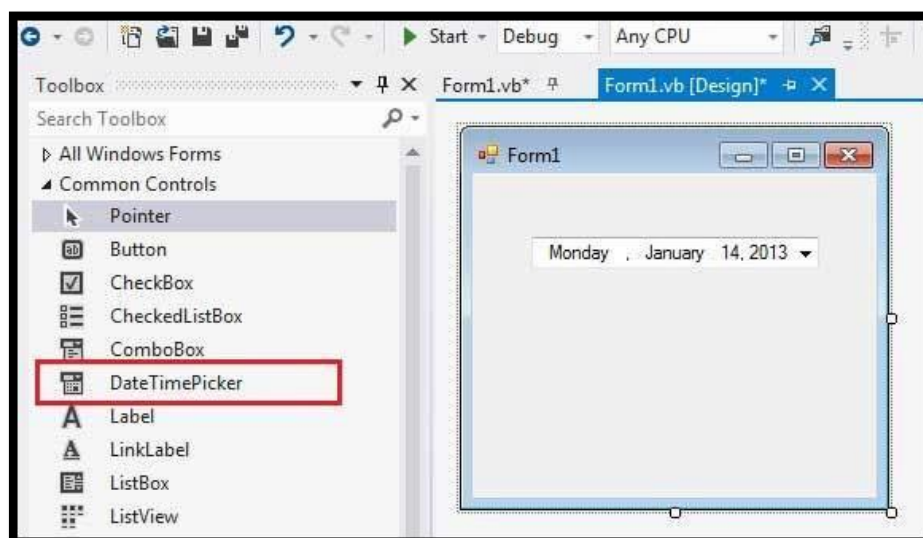 Start Debug Any CPU
Toolbox
Form1.vb* Form1.vb [Design]*
Search Toolbox
All Windows Forms
Common Controls
Pointer
Button
CheckBox
CheckedListBox
ComboBox
DateTimePicker
Label
LinkLabel
ListBox
ListView
Form1
Monday , January 14, 2013